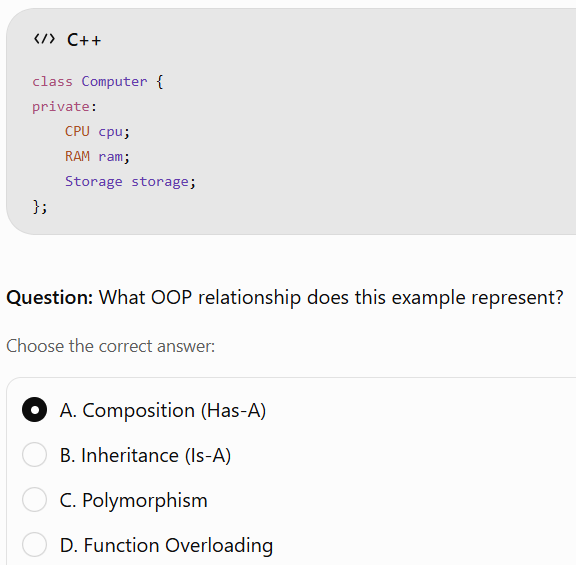 </> C++
class Computer {
private:
    CPU cpu;
    RAM ram;
    Storage storage;
};
Question: What OOP relationship does this example represent?
Choose the correct answer:
A. Composition (Has-A)
B. Inheritance (Is-A)
C. Polymorphism
D. Function Overloading